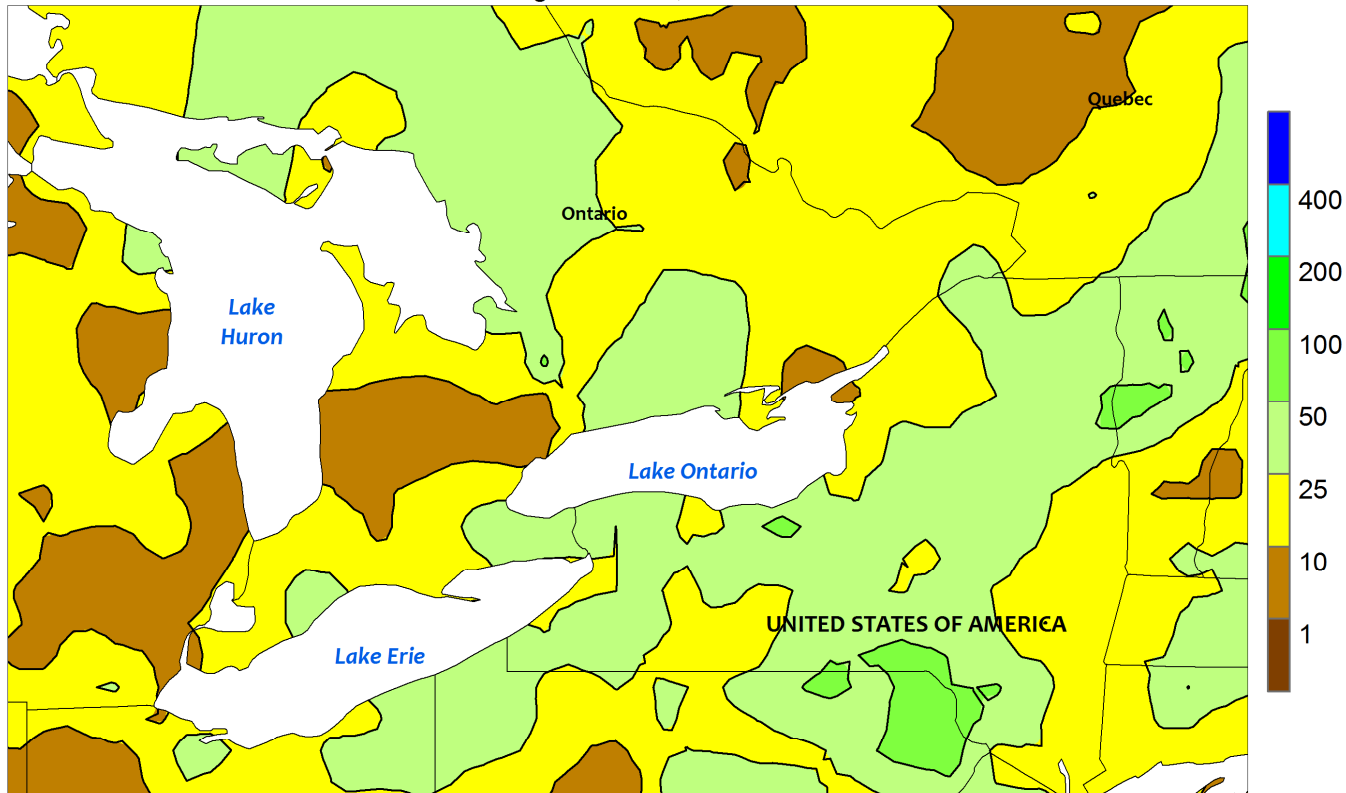 Quebec
Ontario
Lake
Huron
Lake Ontario
UNITED STATES OF AMERICA
Lake Erie
400
200
100
50
25
10
1